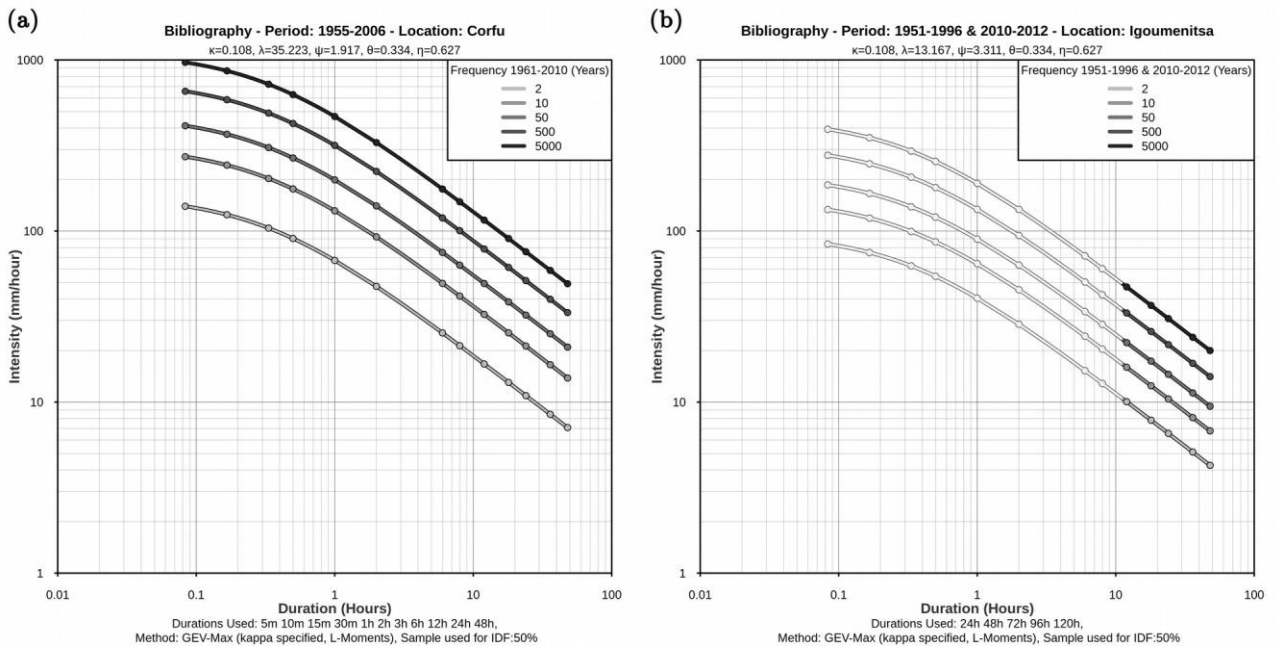 (a)
Bibliography - Period: 1955-2006 - Location: Corfu
κ=0.108, λ=35.223, ψ=1.917, θ=0.334, η=0.627
Frequency 1961-2010 (Years)
2
10
50
500
5000
1000
100
10
1
Intensity (mm/hour)
0.01 0.1 1 10 100
Duration (Hours)
Durations Used: 5m 10m 15m 30m 1h 2h 3h 6h 12h 24h 48h,
Method: GEV-Max (kappa specified, L-Moments), Sample used for IDF:50%
(b)
Bibliography - Period: 1951-1996 & 2010-2012 - Location: Igoumenitsa
κ=0.108, λ=13.167, ψ=3.311, θ=0.334, η=0.627
Frequency 1951-1996 & 2010-2012 (Years)
2
10
50
500
5000
1000
100
10
1
Intensity (mm/hour)
0.01 0.1 1 10 100
Duration (Hours)
Durations Used: 24h 48h 72h 96h 120h,
Method: GEV-Max (kappa specified, L-Moments), Sample used for IDF:50%